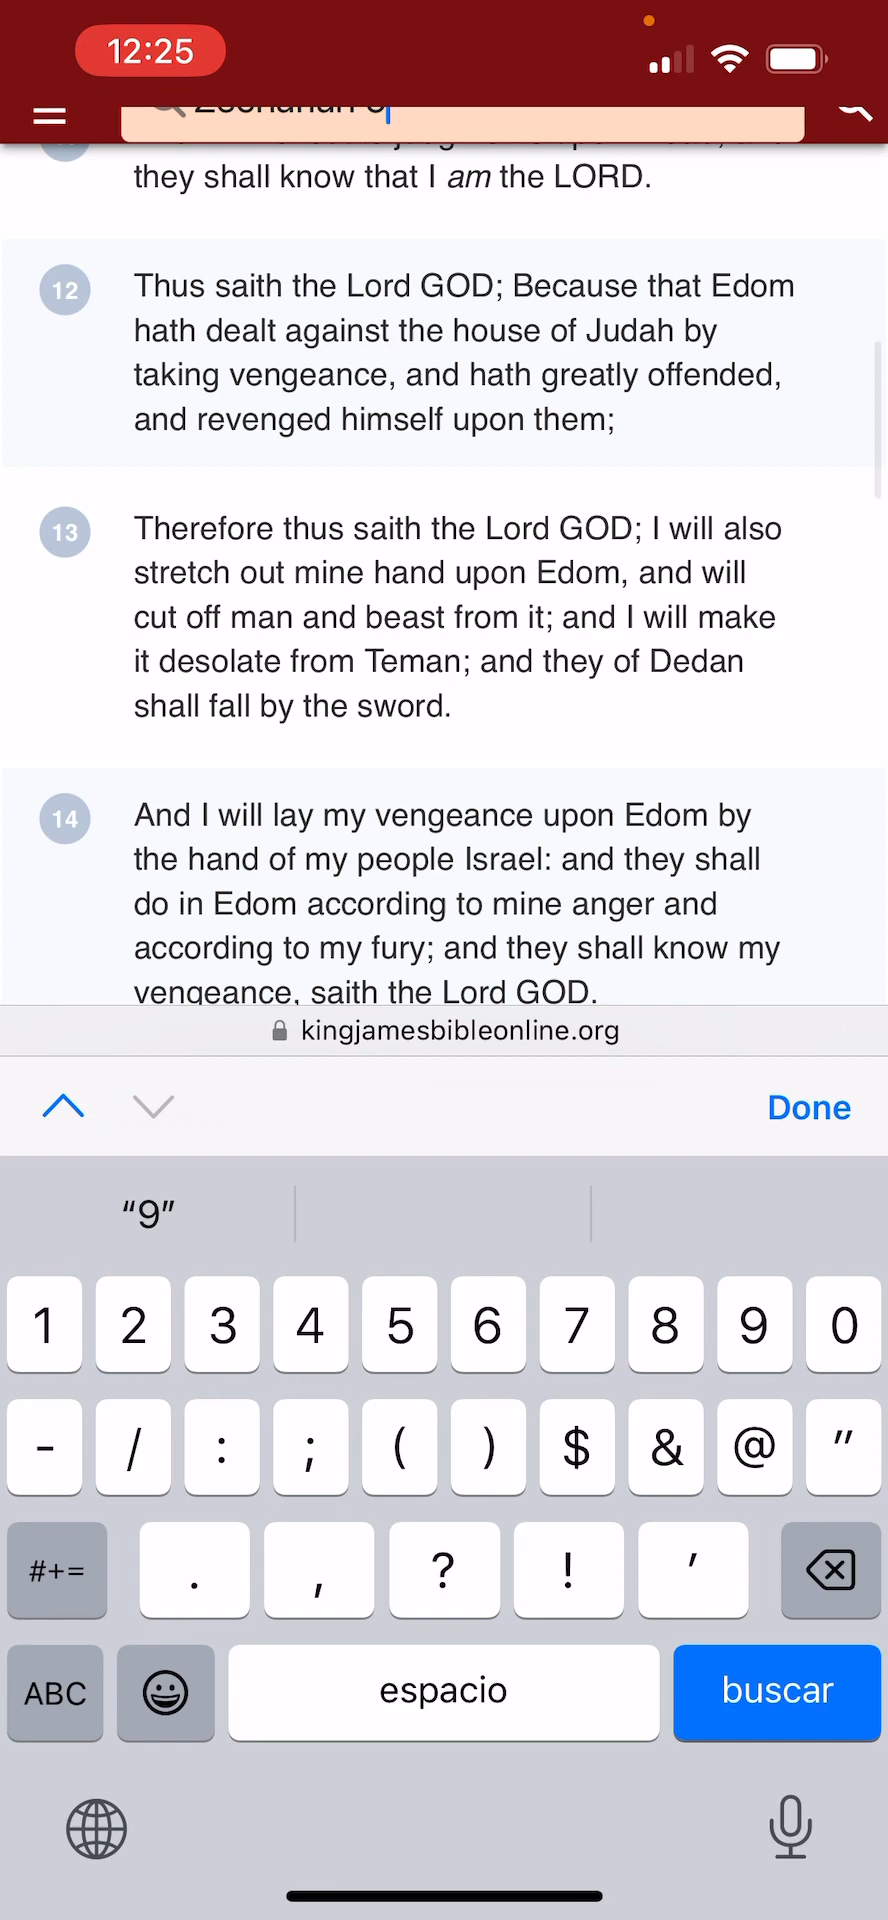 12:25
they shall know that I am the LORD.
12
Thus saith the Lord GOD; Because that Edom
hath dealt against the house of Judah by
taking vengeance, and hath greatly offended,
and revenged himself upon them;
13
Therefore thus saith the Lord GOD; I will also
stretch out mine hand upon Edom, and will
cut off man and beast from it; and I will make
it desolate from Teman; and they of Dedan
shall fall by the sword.
14
And I will lay my vengeance upon Edom by
the hand of my people Israel: and they shall
do in Edom according to mine anger and
according to my fury; and they shall know my
vengeance, saith the Lord GOD.
kingjamesbibleonline.org
Done
“9”
1 2 3 4 5 6 7 8 9 0
- / : ; ( ) $ & @ "
#+= . , ? ! '
ABC espacio buscar